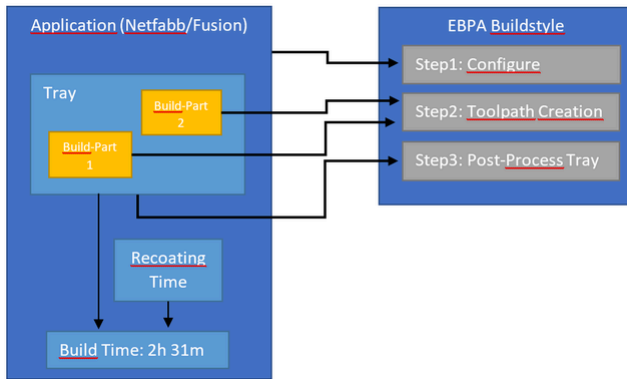 Application (Netfabb/Fusion)
Tray
Build-Part
2
Build-Part
1
Recoating
Time
Build Time: 2h 31m
EBPA Buildstyle
Step1: Configure
Step2: Toolpath Creation
Step3: Post-Process Tray